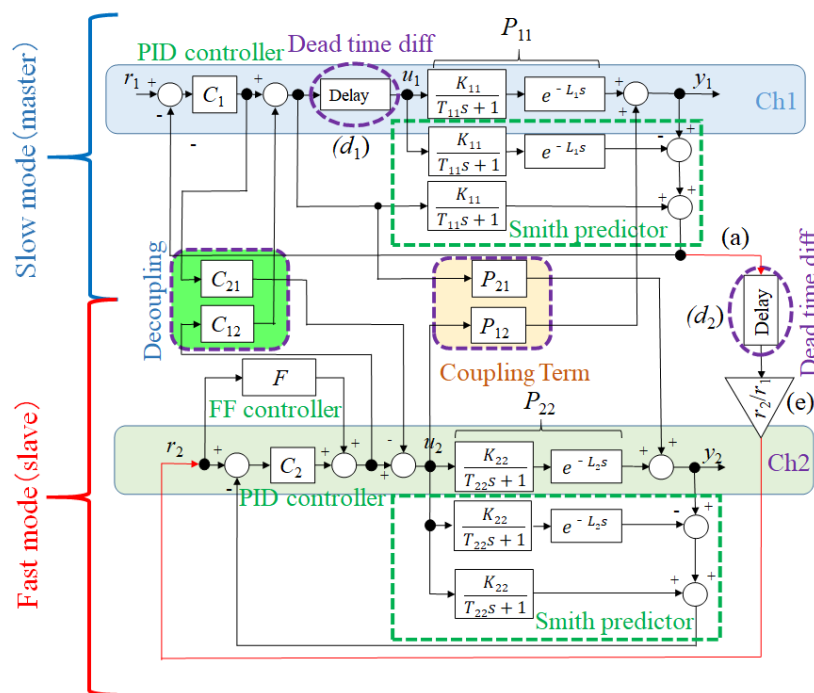 Slow mode(master)
Fast mode(slave)
PID controller
Dead time diff
P11
r1
+
-
C1
+
-
Delay
u1
K11
T11s + 1
e - L1s
+
+
y1
Ch1
(d1)
K11
T11s + 1
e - L1s
-
+
K11
T11s + 1
+
+
Smith predictor
(a)
Decoupling
C21
C12
P21
P12
Coupling Term
(d2)
Delay
Dead time diff
r2/r1
(e)
F
FF controller
P22
r2
+
-
C2
+
+
-
+
u2
K22
T22s + 1
e - L2s
+
+
y2
Ch2
PID controller
K22
T22s + 1
e - L2s
-
+
K22
T22s + 1
+
+
Smith predictor